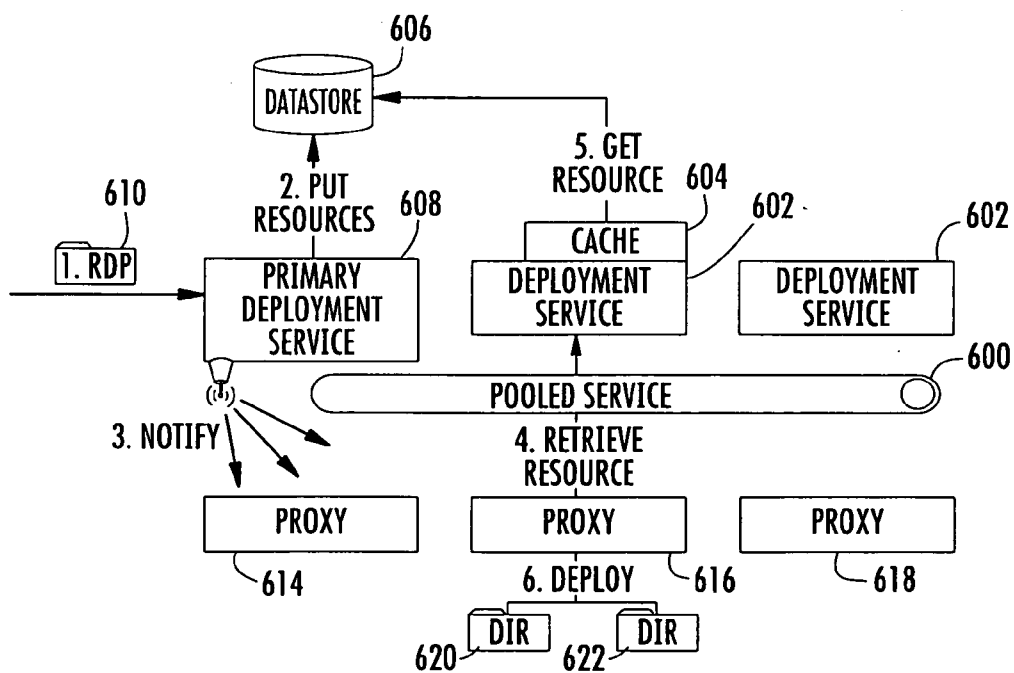 606
DATASTORE
5. GET
RESOURCE
604
610
2. PUT
RESOURCES
608
602
602
1. RDP
CACHE
PRIMARY
DEPLOYMENT
SERVICE
DEPLOYMENT
SERVICE
DEPLOYMENT
SERVICE
600
POOLED SERVICE
3. NOTIFY
4. RETRIEVE
RESOURCE
PROXY
PROXY
PROXY
614
6. DEPLOY
616
618
DIR
DIR
620
622